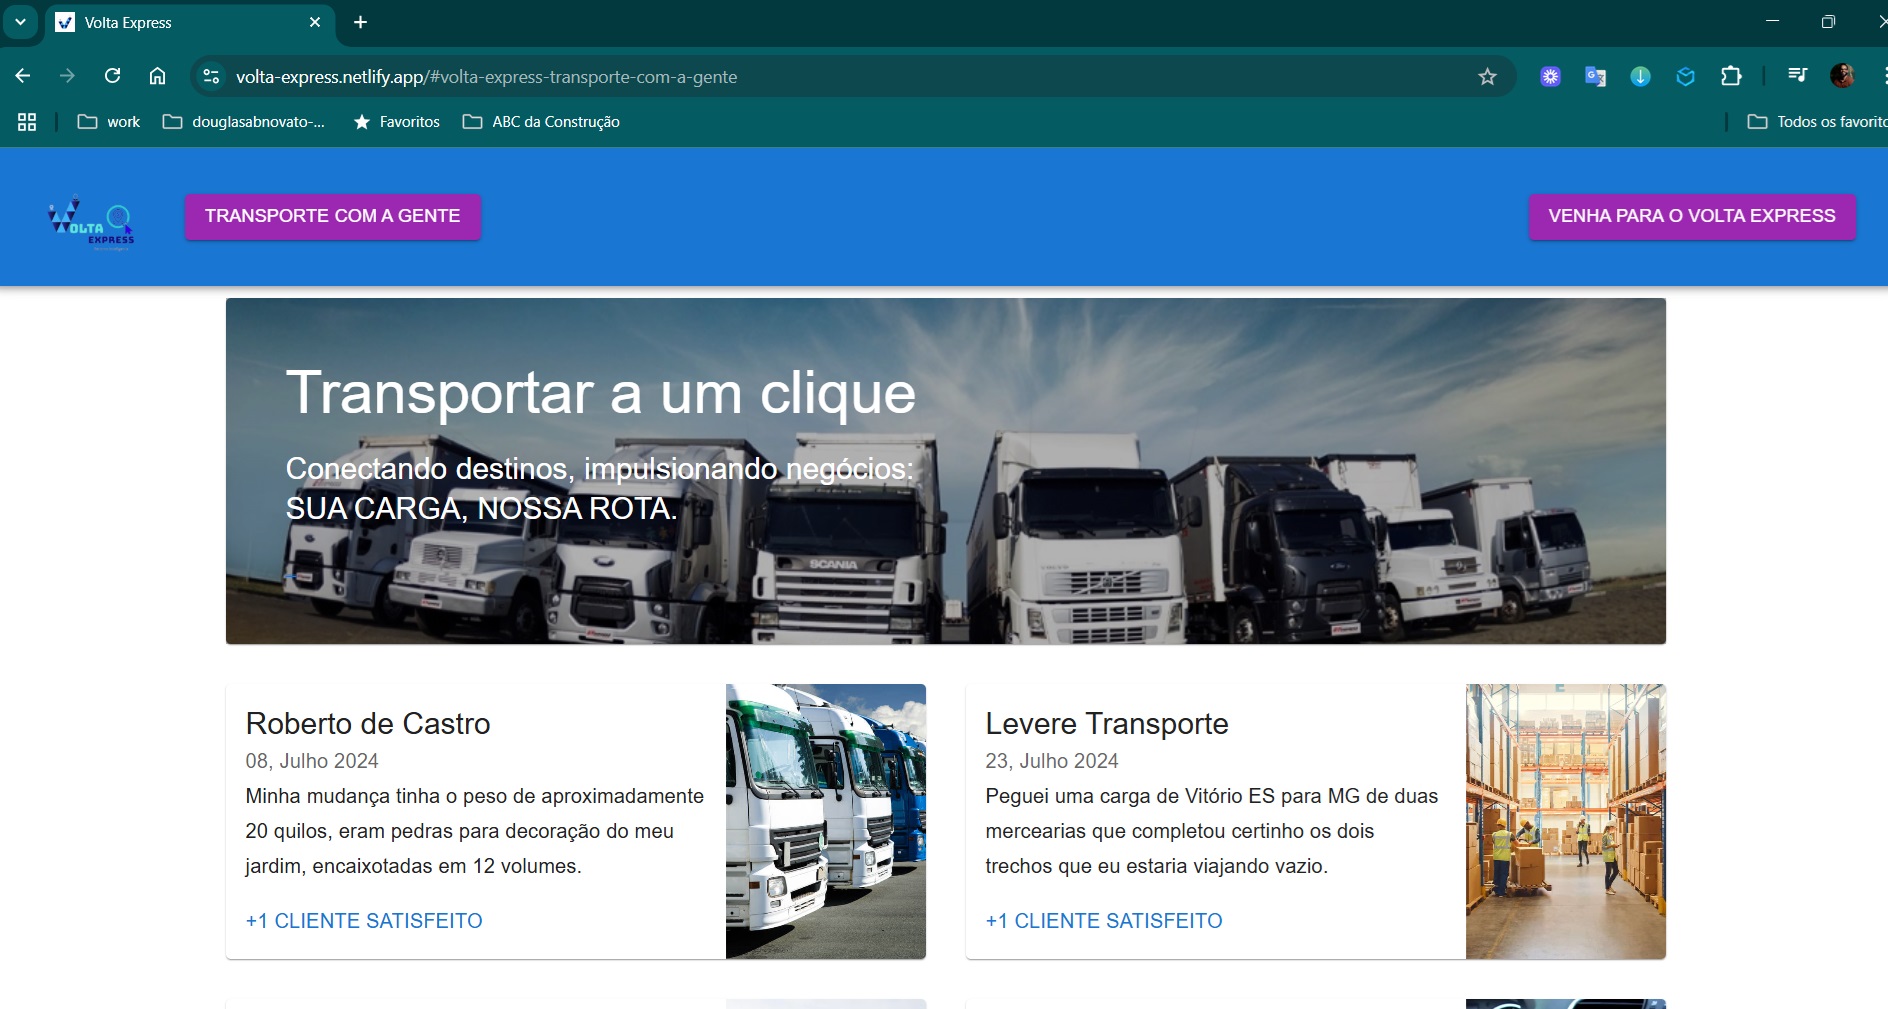 Volta Express
volta-express.netlify.app/#volta-express-transporte-com-a-gente
work
douglasabnovato-...
Favoritos
ABC da Construção
Todos os favorito
VOLTA
EXPRESS
TRANSPORTE COM A GENTE
VENHA PARA O VOLTA EXPRESS
Transportar a um clique
Conectando destinos, impulsionando negócios:
SUA CARGA, NOSSA ROTA.
SCANIA
VOLVO
Roberto de Castro
08, Julho 2024
Minha mudança tinha o peso de aproximadamente
20 quilos, eram pedras para decoração do meu
jardim, encaixotadas em 12 volumes.
+1 CLIENTE SATISFEITO
Levere Transporte
23, Julho 2024
Peguei uma carga de Vitório ES para MG de duas
mercearias que completou certinho os dois
trechos que eu estaria viajando vazio.
+1 CLIENTE SATISFEITO